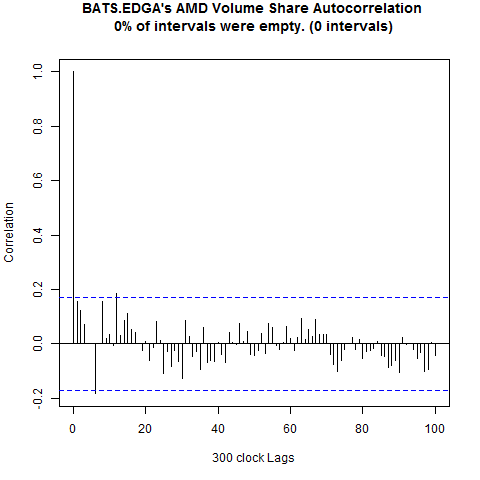 BATS.EDGA's AMD Volume Share Autocorrelation
0% of intervals were empty. (0 intervals)
Correlation
1.0
0.8
0.6
0.4
0.2
0.0
-0.2
0 20 40 60 80 100
300 clock Lags